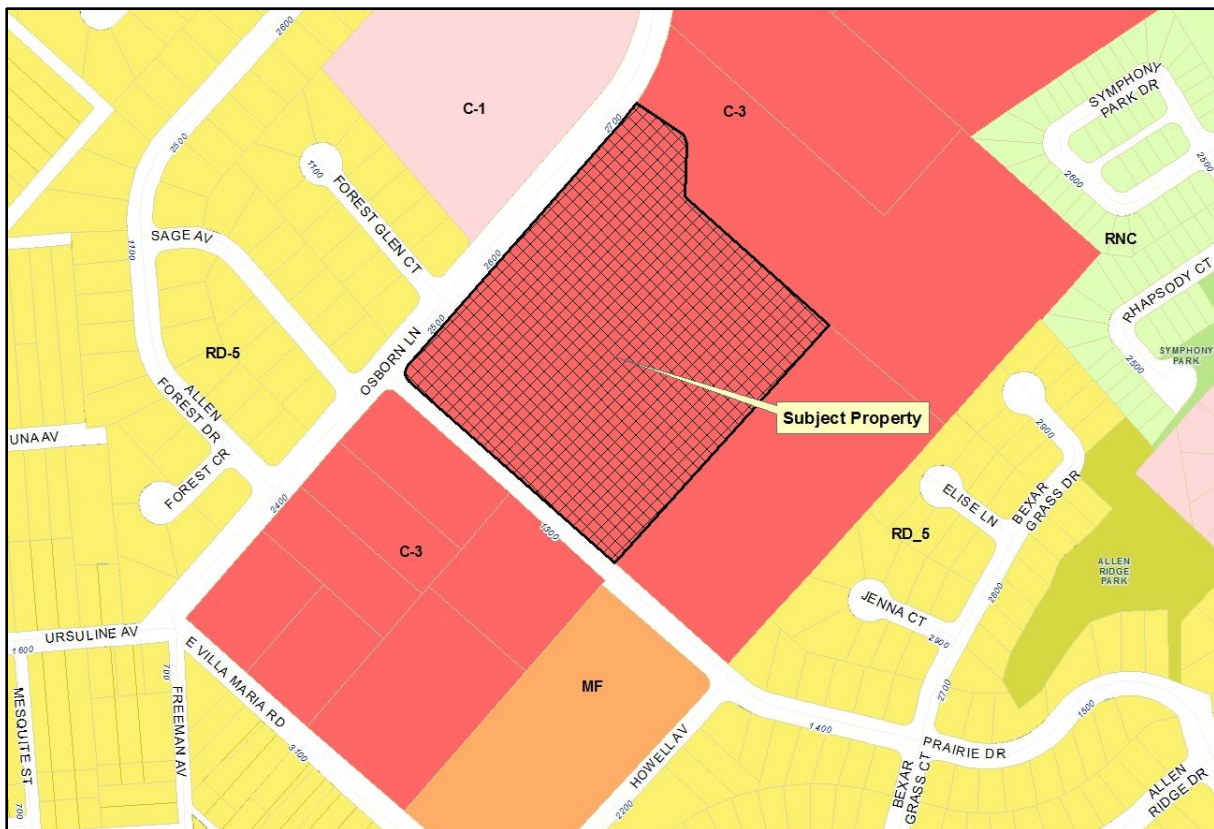 2600
C-1
C-3
SYMPHONY
PARK DR
2500
2600
2700
2500
1100
FOREST GLEN CT
RNC
SAGE AV
1100
2600
RHAPSODY CT
2500
2500
SYMPHONY
PARK
OSBORN LN
RD-5
ALLEN
FOREST DR
UNA AV
FOREST CR
Subject Property
2900
ELISE LN
BEXAR
GRASS DR
2400
1300
C-3
RD_5
ALLEN
RIDGE
PARK
JENNA CT
2800
2900
URSULINE AV
1600
700
E VILLA MARIA RD
MF
2700
MESQUITE ST
FREEMAN AV
3100
HOWELL AV
1400
1500
PRAIRIE DR
BEXAR
GRASS CT
ALLEN
RIDGE DR
700
700
2200